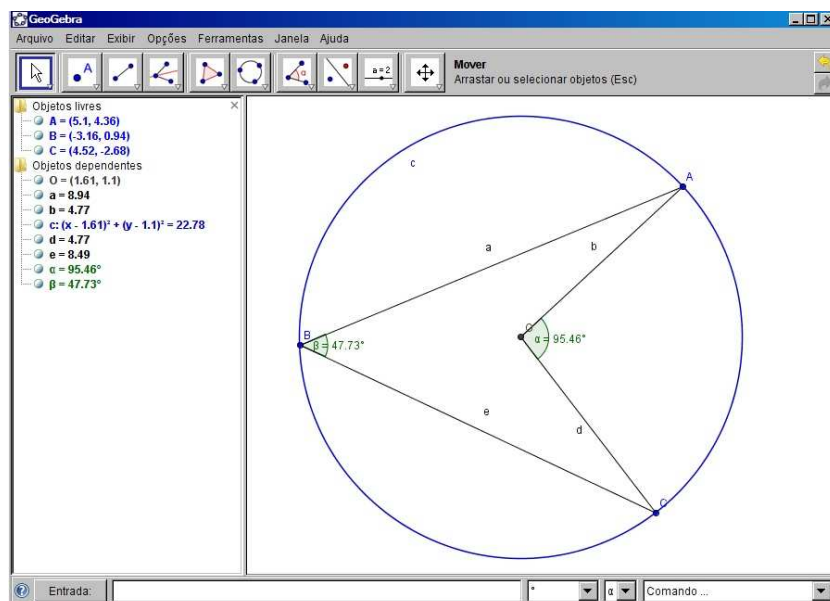 GeoGebra
Arquivo Editar Exibir Opções Ferramentas Janela Ajuda
A
α
a = 2
Mover
Arrastar ou selecionar objetos (Esc)
Objetos livres
A = (5.1, 4.36)
B = (-3.16, 0.94)
C = (4.52, -2.68)
Objetos dependentes
O = (1.61, 1.1)
a = 8.94
b = 4.77
c: (x - 1.61)² + (y - 1.1)² = 22.78
d = 4.77
e = 8.49
α = 95.46°
β = 47.73°
c
A
a
b
B
β = 47.73°
O
α = 95.46°
e
d
C
Entrada:
°
α
Comando ...